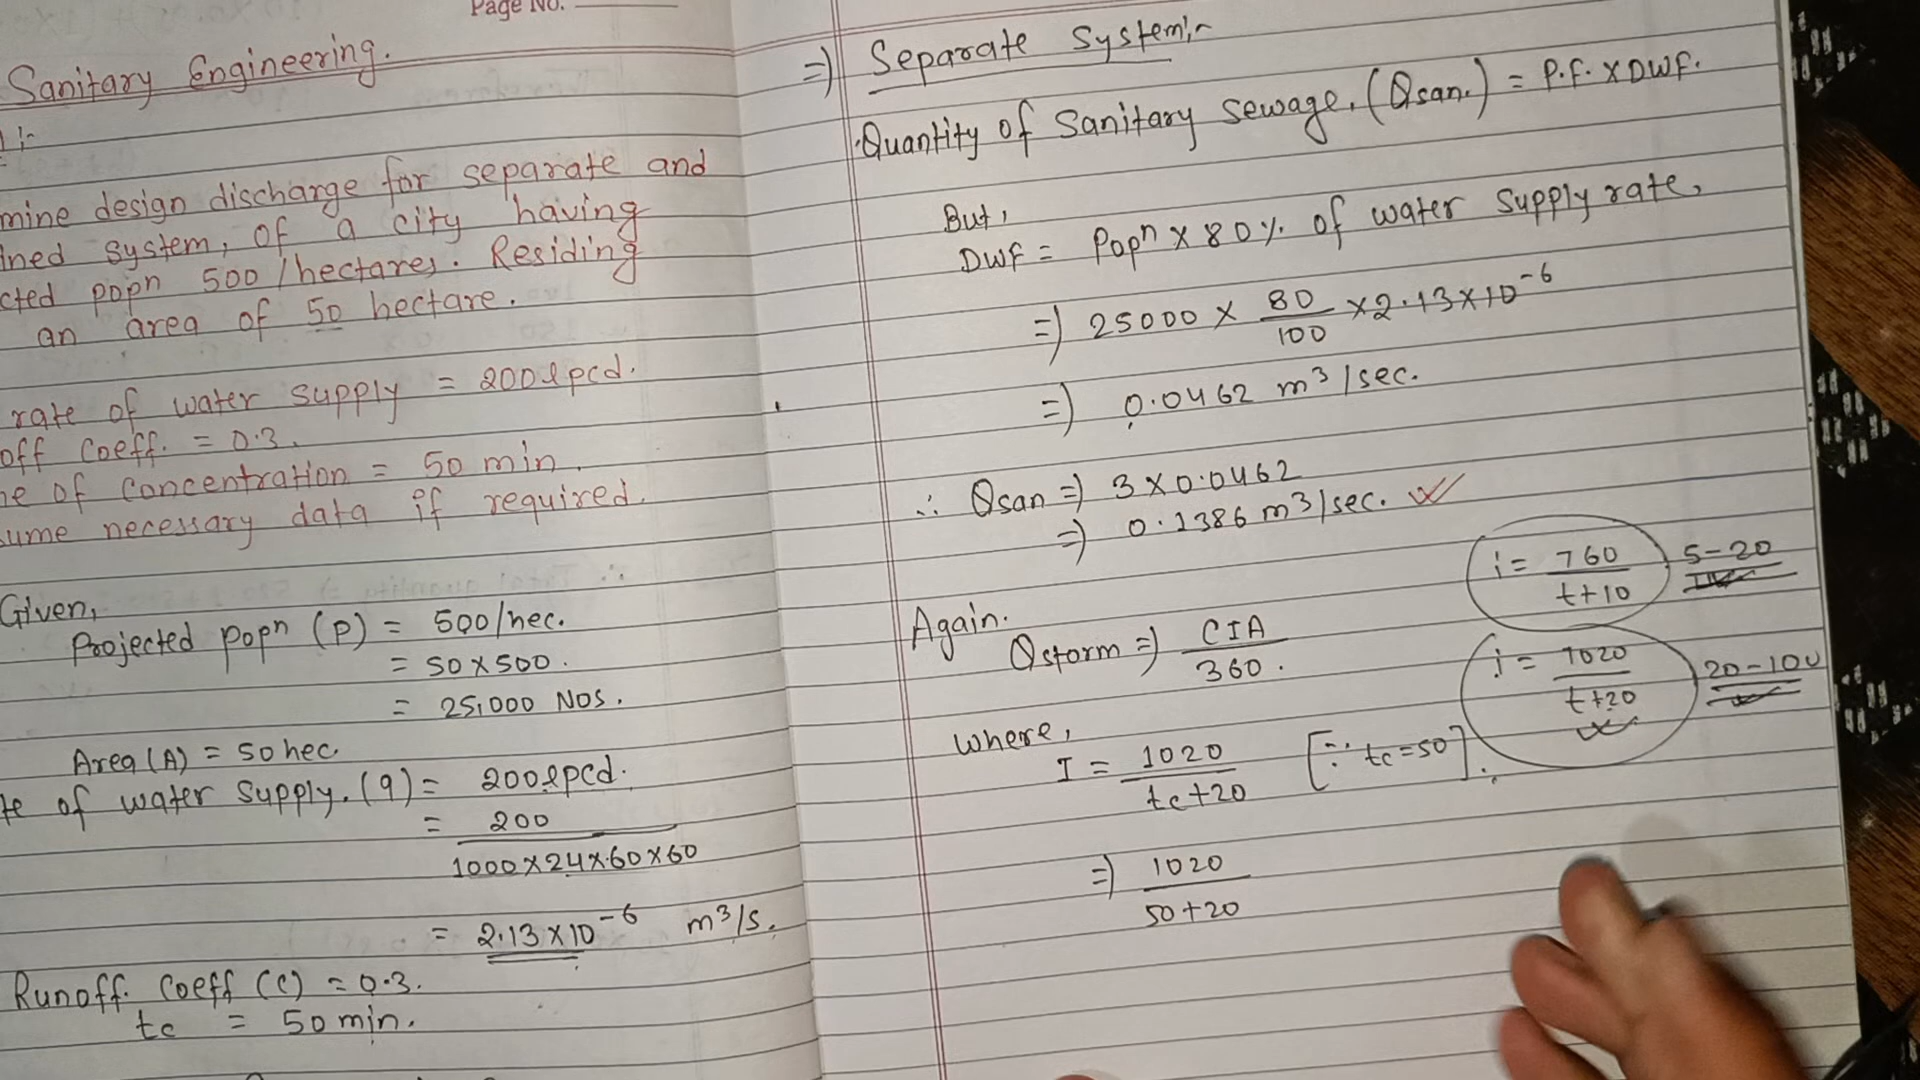 Page No.
Sanitary Engineering.
mine design discharge for separate and
ined system, of a city having
cted popn 500/hectares. Residing
an area of 50 hectare.
rate of water supply = 200lpcd.
off Coeff. = 0.3.
ne of Concentration = 50 min.
ume necessary data if required.
Given,
Projected popn (P) = 500/hec.
= 50×500.
= 25,000 Nos.
Area (A) = 50 hec.
te of water supply. (q) = 200lpcd.
= 200
1000×24×60×60
= 2.13×10-6 m3/s.
Runoff. Coeff (C) = 0.3.
tc = 50 min.
⇒ Separate System:-
Quantity of Sanitary Sewage. (Qsan.) = P.f. × DWF.
But,
DWF = Popn × 80% of water supply rate.
⇒ 25000 × 80/100 × 2.13×10-6
⇒ 0.0462 m3/sec.
∴ Qsan ⇒ 3×0.0462
⇒ 0.1386 m3/sec.
i = 760/t+10 5-20
Again.
Qstorm ⇒ CIA/360.
i = 1020/t+20 20-100
where,
I = 1020/tc+20 [∵ tc=50].
⇒ 1020/50+20